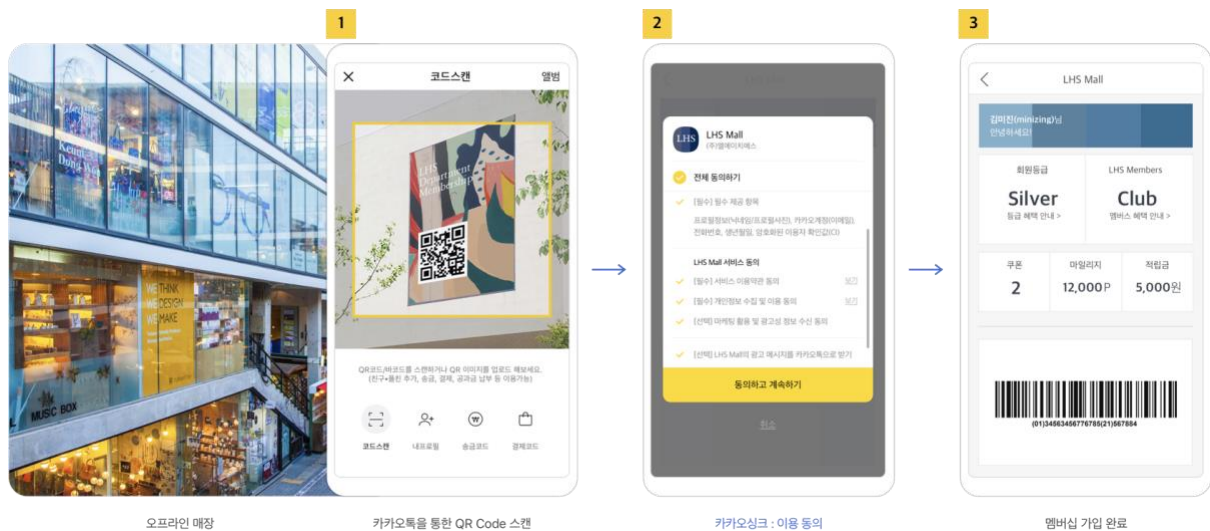 1
2
3
코드스캔
앨범
LHS
Department
Membership
QR코드/바코드를 스캔하거나 QR 이미지를 업로드 해보세요.
(친구•플친 추가, 송금, 결제, 공과금 납부 등 이용가능)
코드스캔
내프로필
송금코드
결제코드
LHS Mall
LHS
LHS Mall
(주)엘에이치에스
전체 동의하기
[필수] 필수 제공 항목
프로필정보(닉네임/프로필사진), 카카오계정(이메일),
전화번호, 생년월일, 암호화된 이용자 확인값(CI)
LHS Mall 서비스 동의
[필수] 서비스 이용약관 동의
보기
[필수] 개인정보 수집 및 이용 동의
보기
[선택] 마케팅 활용 및 광고성 정보 수신 동의
[선택] LHS Mall의 광고 메시지를 카카오톡으로 받기
동의하고 계속하기
취소
LHS Mall
김미진(minizing)님
안녕하세요!
회원등급
Silver
등급 혜택 안내 >
LHS Members
Club
멤버스 혜택 안내 >
쿠폰
2
마일리지
12,000P
적립금
5,000원
(01)34563456776785(21)567884
Keum
Dong Won
WE THINK
WE DESIGN
WE MAKE
MUSIC BOX
오프라인 매장
카카오톡을 통한 QR Code 스캔
카카오싱크 : 이용 동의
멤버십 가입 완료